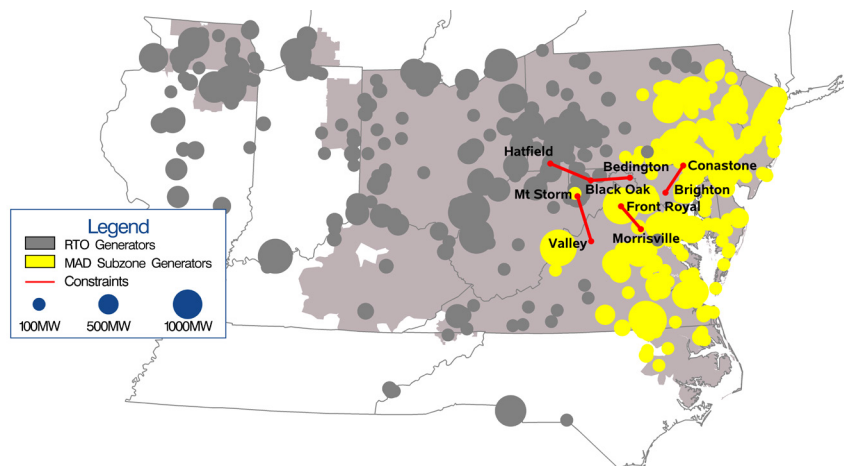 Hatfield
Bedington
Conastone
Mt Storm
Black Oak
Brighton
Front Royal
Valley
Morrisville
Legend
RTO Generators
MAD Subzone Generators
Constraints
100MW
500MW
1000MW